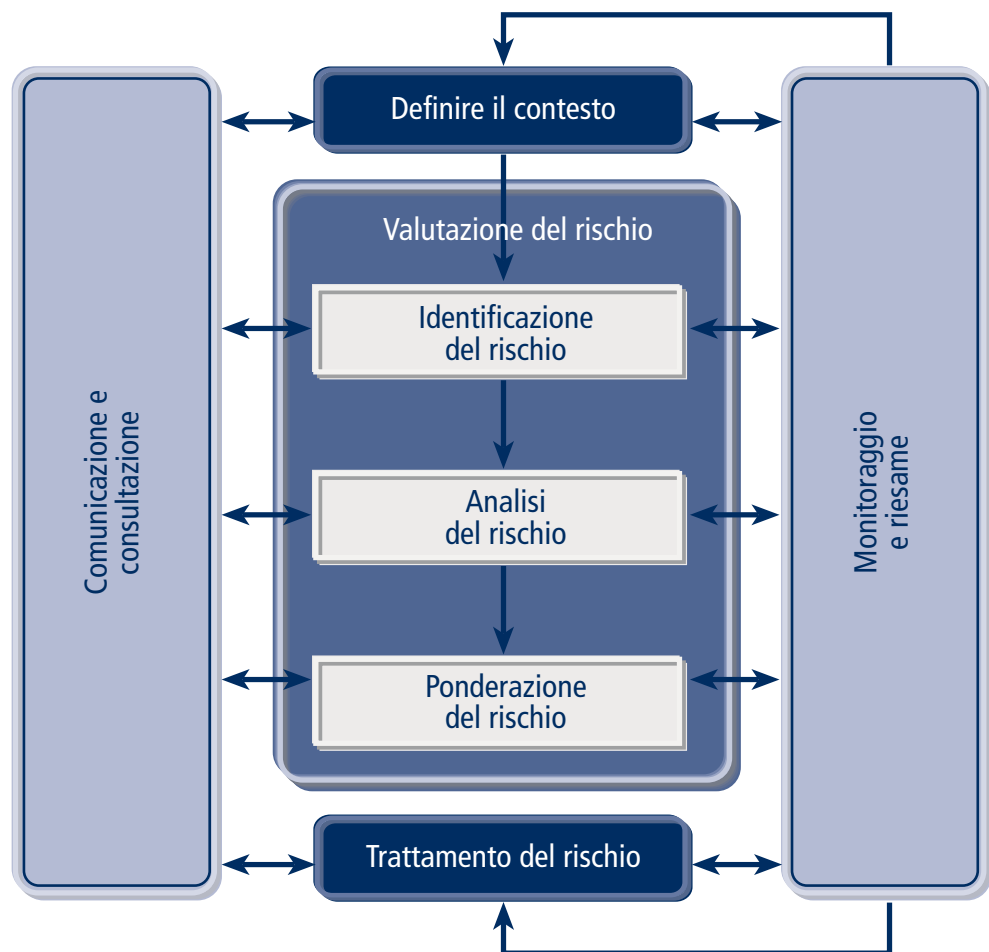 Definire il contesto
Valutazione del rischio
Identificazione
del rischio
Analisi
del rischio
Ponderazione
del rischio
Trattamento del rischio
Comunicazione e
consultazione
Monitoraggio
e riesame